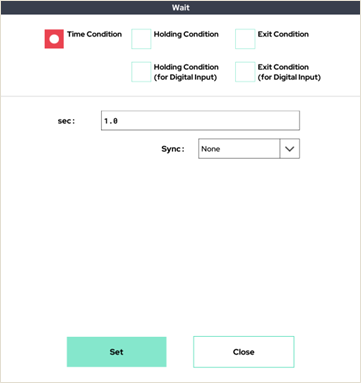 Wait
Time Condition
Holding Condition
Exit Condition
Holding Condition
(for Digital Input)
Exit Condition
(for Digital Input)
sec:
1.0
Sync:
None
Set
Close